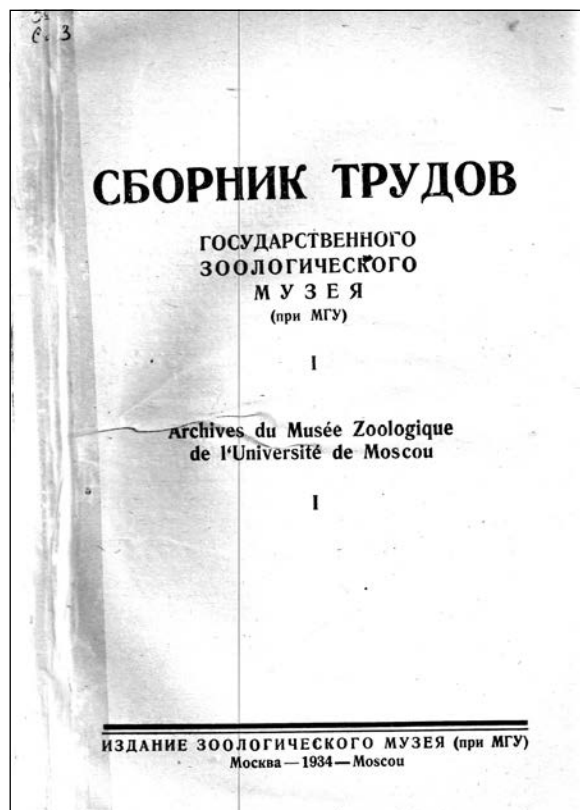 С. 3
СБОРНИК ТРУДОВ
ГОСУДАРСТВЕННОГО
ЗООЛОГИЧЕСКОГО
МУЗЕЯ
(при МГУ)
I
Archives du Musée Zoologique
de l'Université de Moscou
I
ИЗДАНИЕ ЗООЛОГИЧЕСКОГО МУЗЕЯ (при МГУ)
Москва — 1934 — Moscou